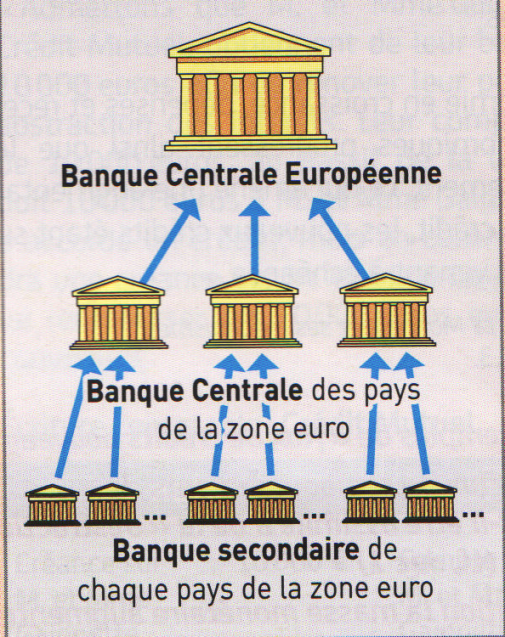 Banque Centrale Européenne
Banque Centrale des pays
de la zone euro
... ... ...
Banque secondaire de
chaque pays de la zone euro